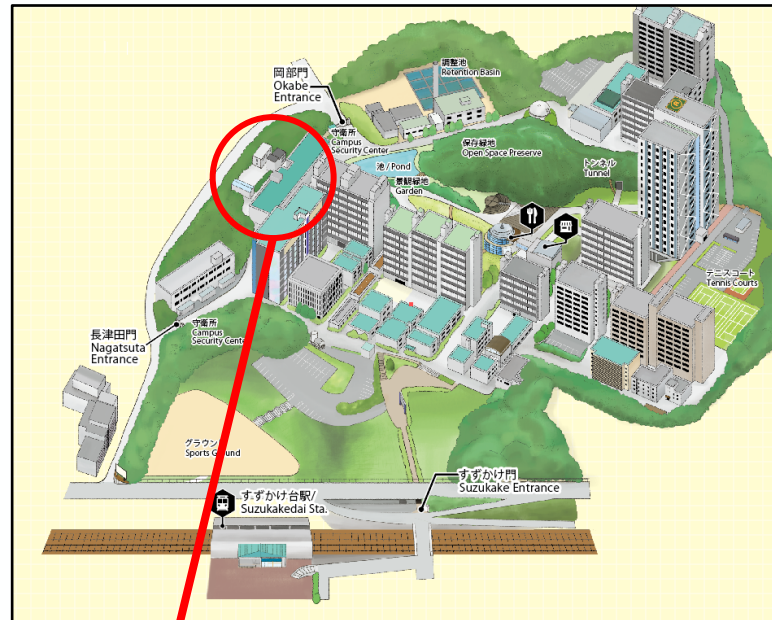 岡部門
Okabe
Entrance
調整池
Retention Basin
守衛所
Campus
Security Center
保存緑地
Open Space Preserve
池 / Pond
トンネル
Tunnel
景観緑地
Garden
テニスコート
Tennis Courts
長津田門
Nagatsuta
Entrance
守衛所
Campus
Security Cente
グラウン
Sports Ground
すずかけ門
Suzukake Entrance
すずかけ台駅/
Suzukakedai Sta.